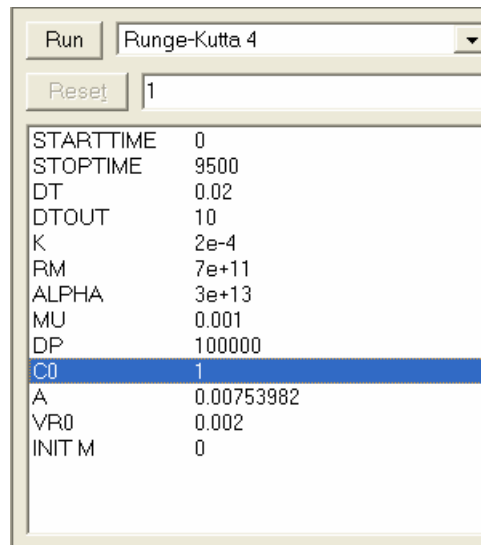 Run Runge-Kutta 4
Reset 1
STARTTIME 0
STOPTIME 9500
DT 0.02
DTOUT 10
K 2e-4
RM 7e+11
ALPHA 3e+13
MU 0.001
DP 100000
C0 1
A 0.00753982
VR0 0.002
INIT M 0